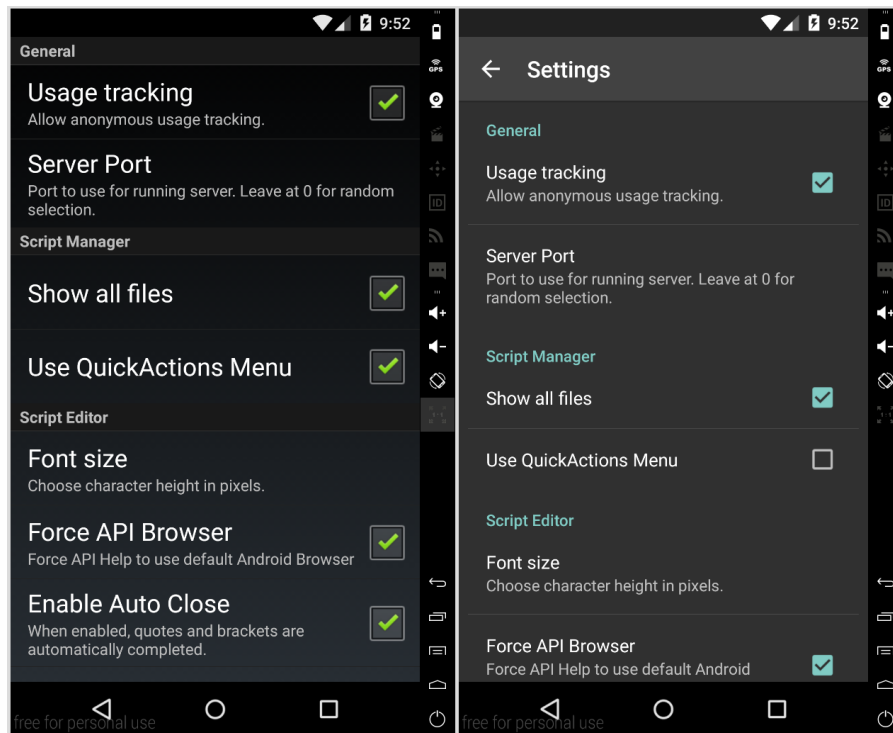 9:52
General
Usage tracking
Allow anonymous usage tracking.
Server Port
Port to use for running server. Leave at 0 for random
selection.
Script Manager
Show all files
Use QuickActions Menu
Script Editor
Font size
Choose character height in pixels.
Force API Browser
Force API Help to use default Android Browser
Enable Auto Close
When enabled, quotes and brackets are
automatically completed.
free for personal use
GPS
ID
9:52
Settings
General
Usage tracking
Allow anonymous usage tracking.
Server Port
Port to use for running server. Leave at 0 for
random selection.
Script Manager
Show all files
Use QuickActions Menu
Script Editor
Font size
Choose character height in pixels.
Force API Browser
Force API Help to use default Android
free for personal use
GPS
ID